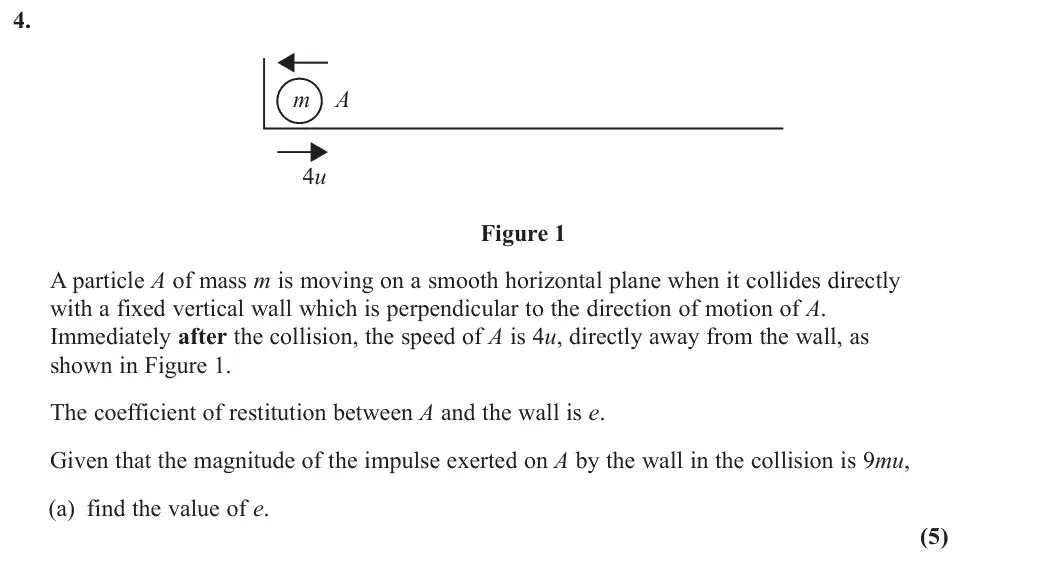 4.
m A
4u
Figure 1
A particle A of mass m is moving on a smooth horizontal plane when it collides directly
with a fixed vertical wall which is perpendicular to the direction of motion of A.
Immediately after the collision, the speed of A is 4u, directly away from the wall, as
shown in Figure 1.
The coefficient of restitution between A and the wall is e.
Given that the magnitude of the impulse exerted on A by the wall in the collision is 9mu,
(a) find the value of e.
(5)